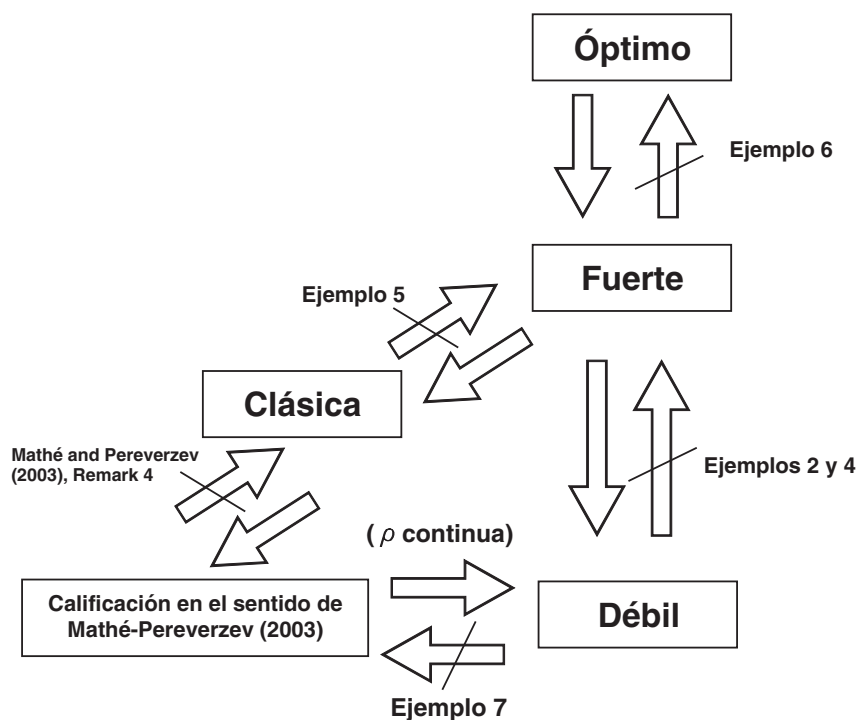 Óptimo
Ejemplo 6
Fuerte
Ejemplo 5
Clásica
Mathé and Pereverzev
(2003), Remark 4
Ejemplos 2 y 4
( ρ continua)
Calificación en el sentido de
Mathé-Pereverzev (2003)
Débil
Ejemplo 7